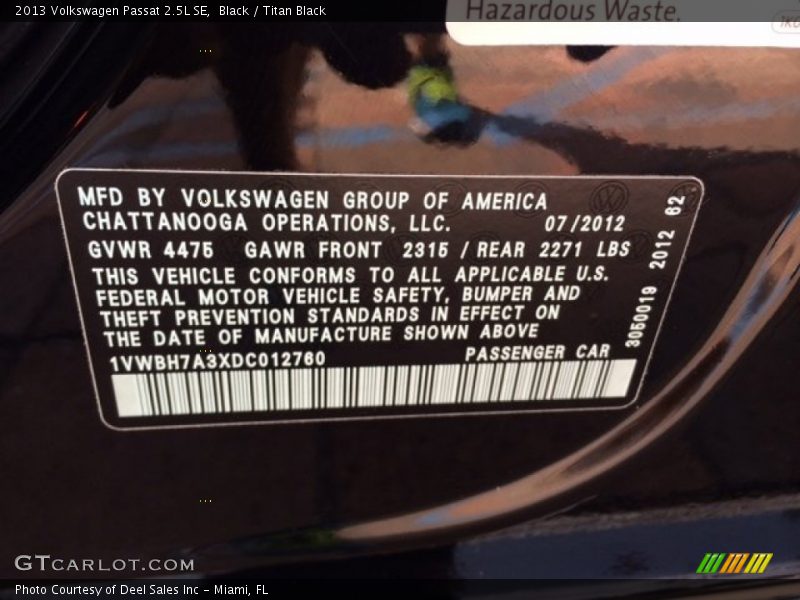 2013 Volkswagen Passat 2.5L SE, Black / Titan Black
Hazardous Waste.
MFD BY VOLKSWAGEN GROUP OF AMERICA
CHATTANOOGA OPERATIONS, LLC. 07/2012
GVWR 4475 GAWR FRONT 2315 / REAR 2271 LBS
THIS VEHICLE CONFORMS TO ALL APPLICABLE U.S.
FEDERAL MOTOR VEHICLE SAFETY, BUMPER AND
THEFT PREVENTION STANDARDS IN EFFECT ON
THE DATE OF MANUFACTURE SHOWN ABOVE
1VWBH7A3XDC012760 PASSENGER CAR
3050019 2012 62
GTCARLOT.COM
Photo Courtesy of Deel Sales Inc – Miami, FL